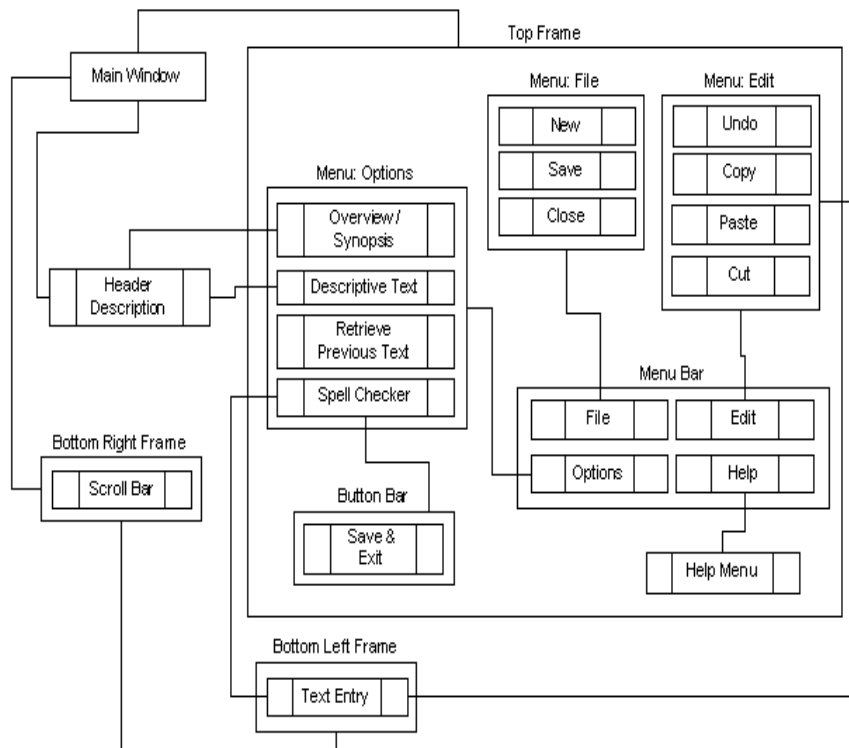 Top Frame
Main Window
Menu: File
Menu: Edit
New
Save
Close
Undo
Copy
Paste
Cut
Menu: Options
Overview /
Synopsis
Descriptive Text
Retrieve
Previous Text
Spell Checker
Header
Description
Menu Bar
File
Edit
Options
Help
Help Menu
Bottom Right Frame
Scroll Bar
Button Bar
Save &
Exit
Bottom Left Frame
Text Entry